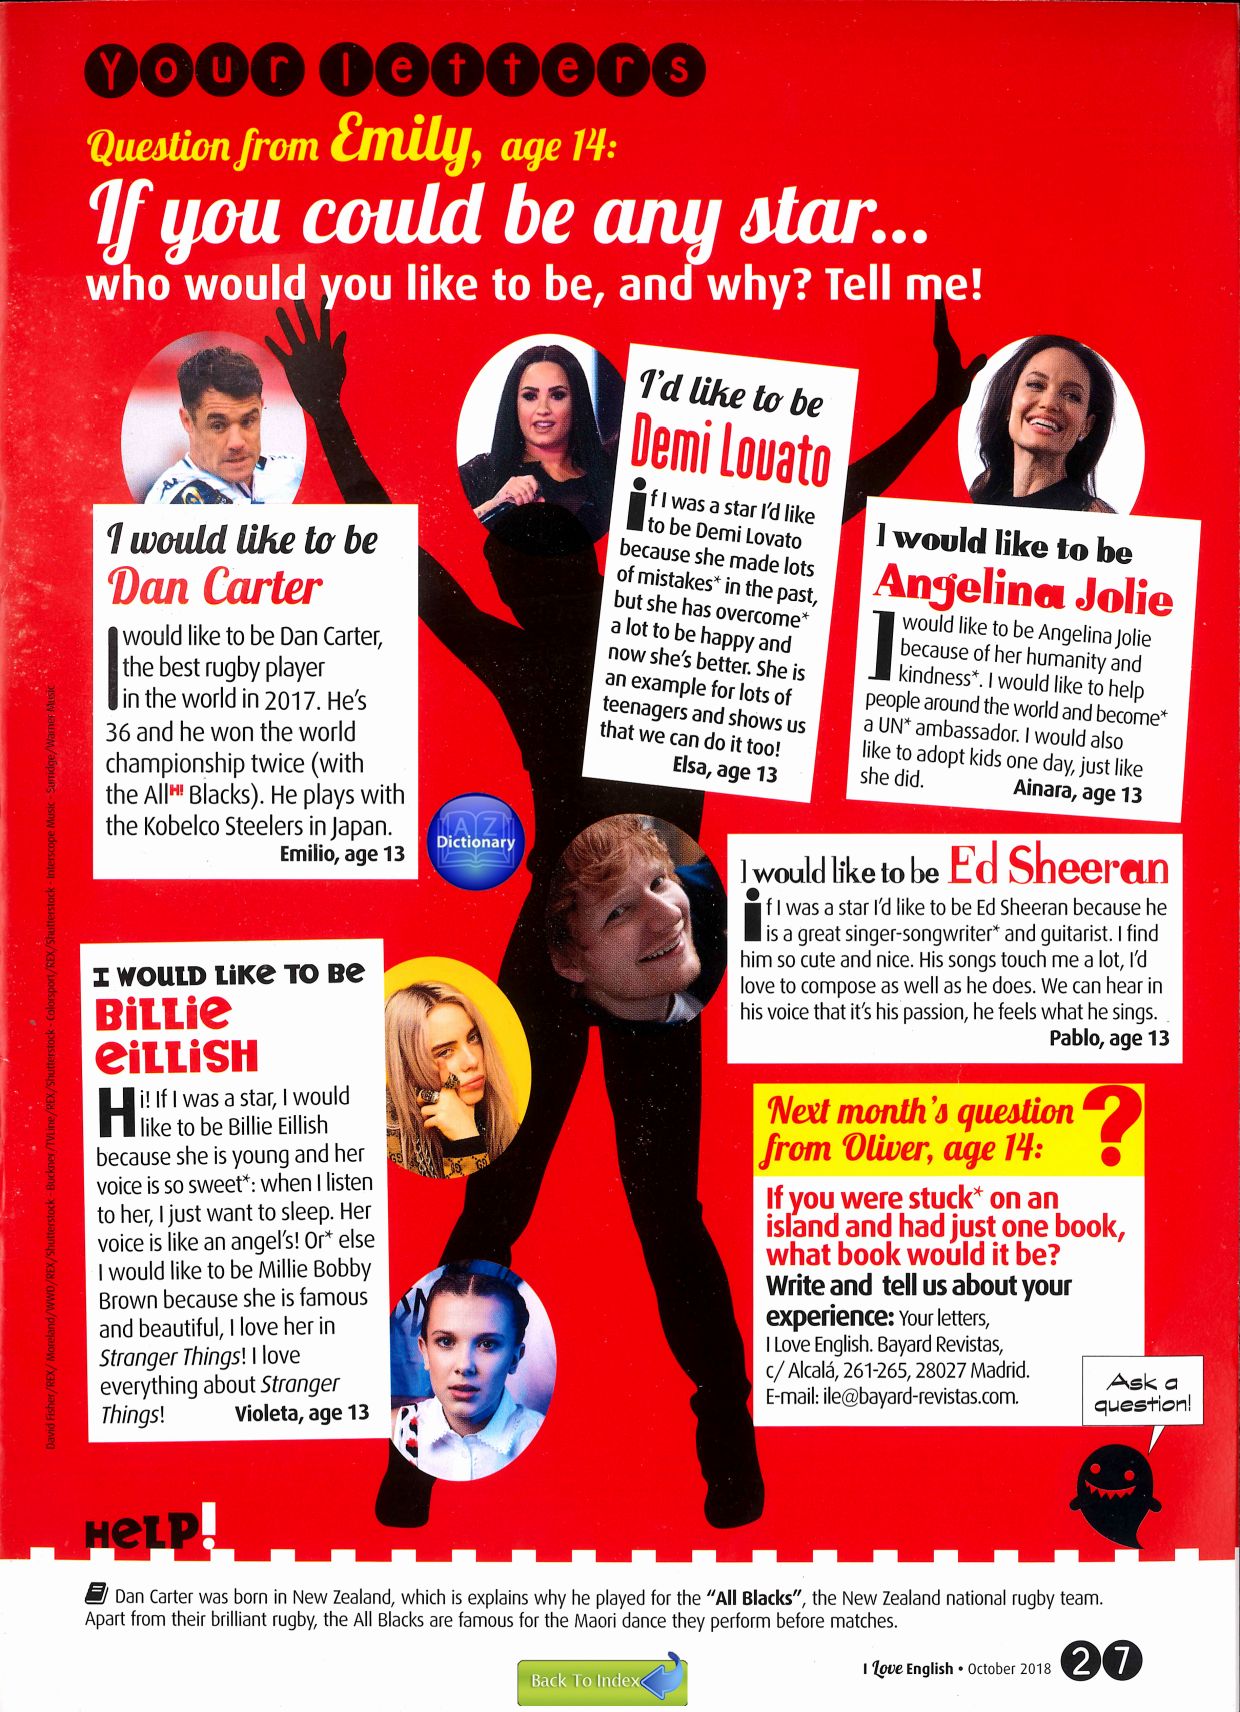 Your letters
Question from Emily, age 14:
If you could be any star...
who would you like to be, and why? Tell me!
I would like to be
Dan Carter
I would like to be Dan Carter,
the best rugby player
in the world in 2017. He's
36 and he won the world
championship twice (with
the All H! Blacks). He plays with
the Kobelco Steelers in Japan.
Emilio, age 13
I'd like to be
Demi Lovato
if I was a star I'd like
to be Demi Lovato
because she made lots
of mistakes* in the past,
but she has overcome*
a lot to be happy and
now she's better. She is
an example for lots of
teenagers and shows us
that we can do it too!
Elsa, age 13
I would like to be
Angelina Jolie
I would like to be Angelina Jolie
because of her humanity and
kindness*. I would like to help
people around the world and become*
a UN* ambassador. I would also
like to adopt kids one day, just like
she did.
Ainara, age 13
A Z
Dictionary
I would like to be Ed Sheeran
if I was a star I'd like to be Ed Sheeran because he
is a great singer-songwriter* and guitarist. I find
him so cute and nice. His songs touch me a lot, I'd
love to compose as well as he does. We can hear in
his voice that it's his passion, he feels what he sings.
Pablo, age 13
I WOULD LiKE TO Be
BiLLie
eiLLiSH
Hi! If I was a star, I would
like to be Billie Eillish
because she is young and her
voice is so sweet*: when I listen
to her, I just want to sleep. Her
voice is like an angel's! Or* else
I would like to be Millie Bobby
Brown because she is famous
and beautiful, I love her in
Stranger Things! I love
everything about Stranger
Things! Violeta, age 13
Next month's question
from Oliver, age 14:
?
If you were stuck* on an
island and had just one book,
what book would it be?
Write and tell us about your
experience: Your letters,
I Love English. Bayard Revistas,
c/ Alcalá, 261-265, 28027 Madrid.
E-mail: ile@bayard-revistas.com.
Ask a
question!
David Fisher/REX/ Moreland/WWD/REX/Shutterstock - Buckner/TVLine/REX/Shutterstock - Colorsport/REX/Shutterstock - Interscope Music - Sumidge/Warner Music
HeLP!
Dan Carter was born in New Zealand, which is explains why he played for the "All Blacks", the New Zealand national rugby team.
Apart from their brilliant rugby, the All Blacks are famous for the Maori dance they perform before matches.
Back To Index
I Love English • October 2018 27